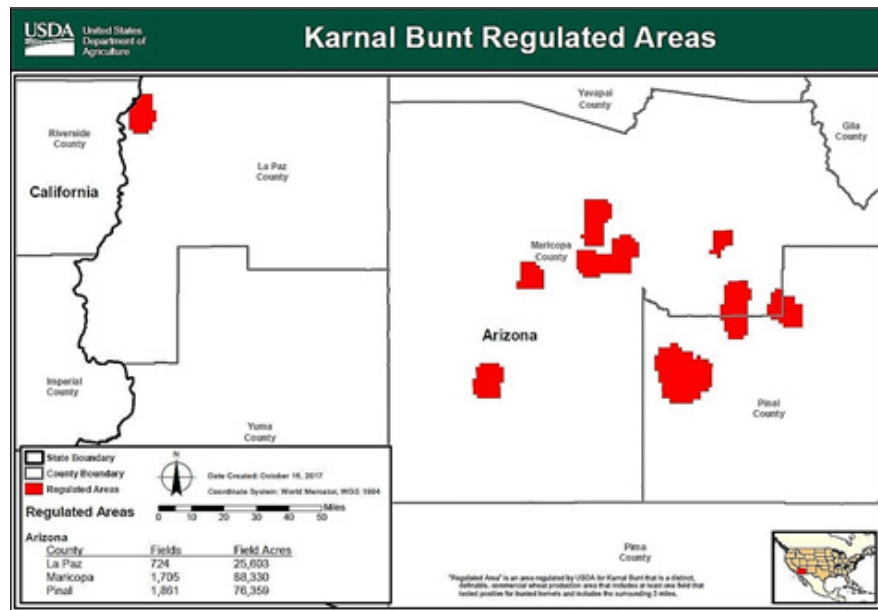 USDA United States Department of Agriculture
Karnal Bunt Regulated Areas
Yavapai County
Gila County
Riverside County
La Paz County
California
Maricopa County
Arizona
Imperial County
Yuma County
Pinal County
Pima County
State Boundary
County Boundary
Regulated Areas
N
Date Created: October 16, 2017
Coordinate System: World Mercator, WGS 1984
Regulated Areas
0 10 20 30 40 50 Miles
Arizona
County Fields Field Acres
La Paz 724 25,603
Maricopa 1,705 68,330
Pinal 1,861 76,359
"Regulated Area" is an area regulated by USDA for Karnal Bunt that is a distinct,
definable, commercial wheat production area that includes at least one field that
tested positive for bunted kernels and includes the surrounding 3 miles.